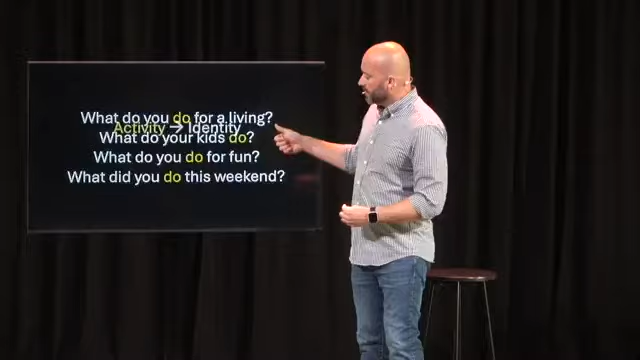 What do you do for a living?
Activity → Identity
What do your kids do?
What do you do for fun?
What did you do this weekend?